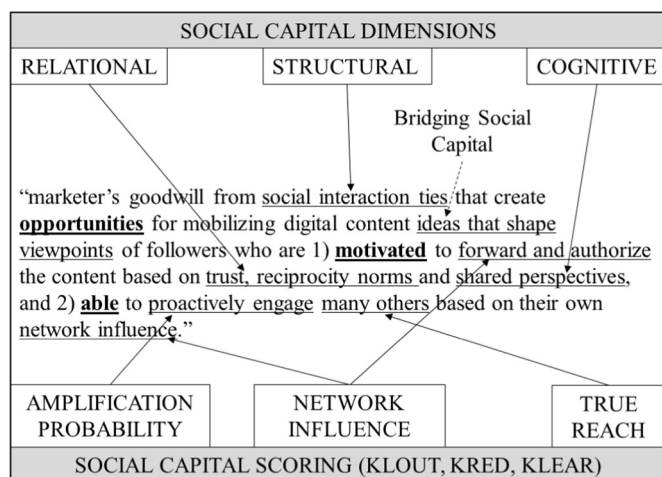 SOCIAL CAPITAL DIMENSIONS
RELATIONAL STRUCTURAL COGNITIVE
Bridging Social
Capital
“marketer’s goodwill from social interaction ties that create
opportunities for mobilizing digital content ideas that shape
viewpoints of followers who are 1) motivated to forward and authorize
the content based on trust, reciprocity norms and shared perspectives,
and 2) able to proactively engage many others based on their own
network influence.”
AMPLIFICATION
PROBABILITY
NETWORK
INFLUENCE
TRUE
REACH
SOCIAL CAPITAL SCORING (KLOUT, KRED, KLEAR)